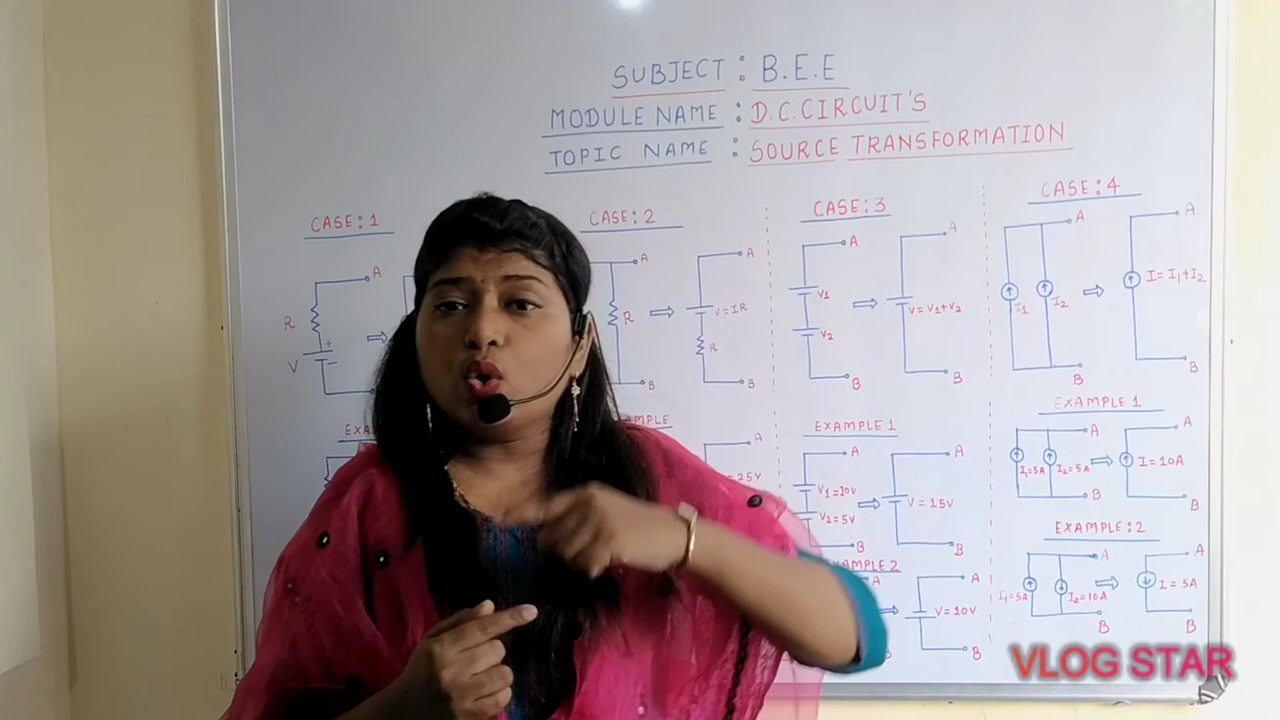 SUBJECT : B.E.E
MODULE NAME : D.C.CIRCUIT'S
TOPIC NAME : SOURCE TRANSFORMATION
CASE:1
A
R
V
+
−
CASE:2
A
R
B
A
V=IR
R
B
CASE:3
A
V1
V2
B
A
V=V1+V2
B
CASE:4
A
I1
I2
B
A
I=I1+I2
B
A
25V
EXAMPLE 1
A
V1=10V
V2=5V
B
A
V=15V
B
EXAMPLE 1
A
I1=5A
I2=5A
B
A
I=10A
B
A
A
V=10V
B
EXAMPLE:2
A
I1=5A
I2=10A
B
A
I=5A
B
VLOG STAR